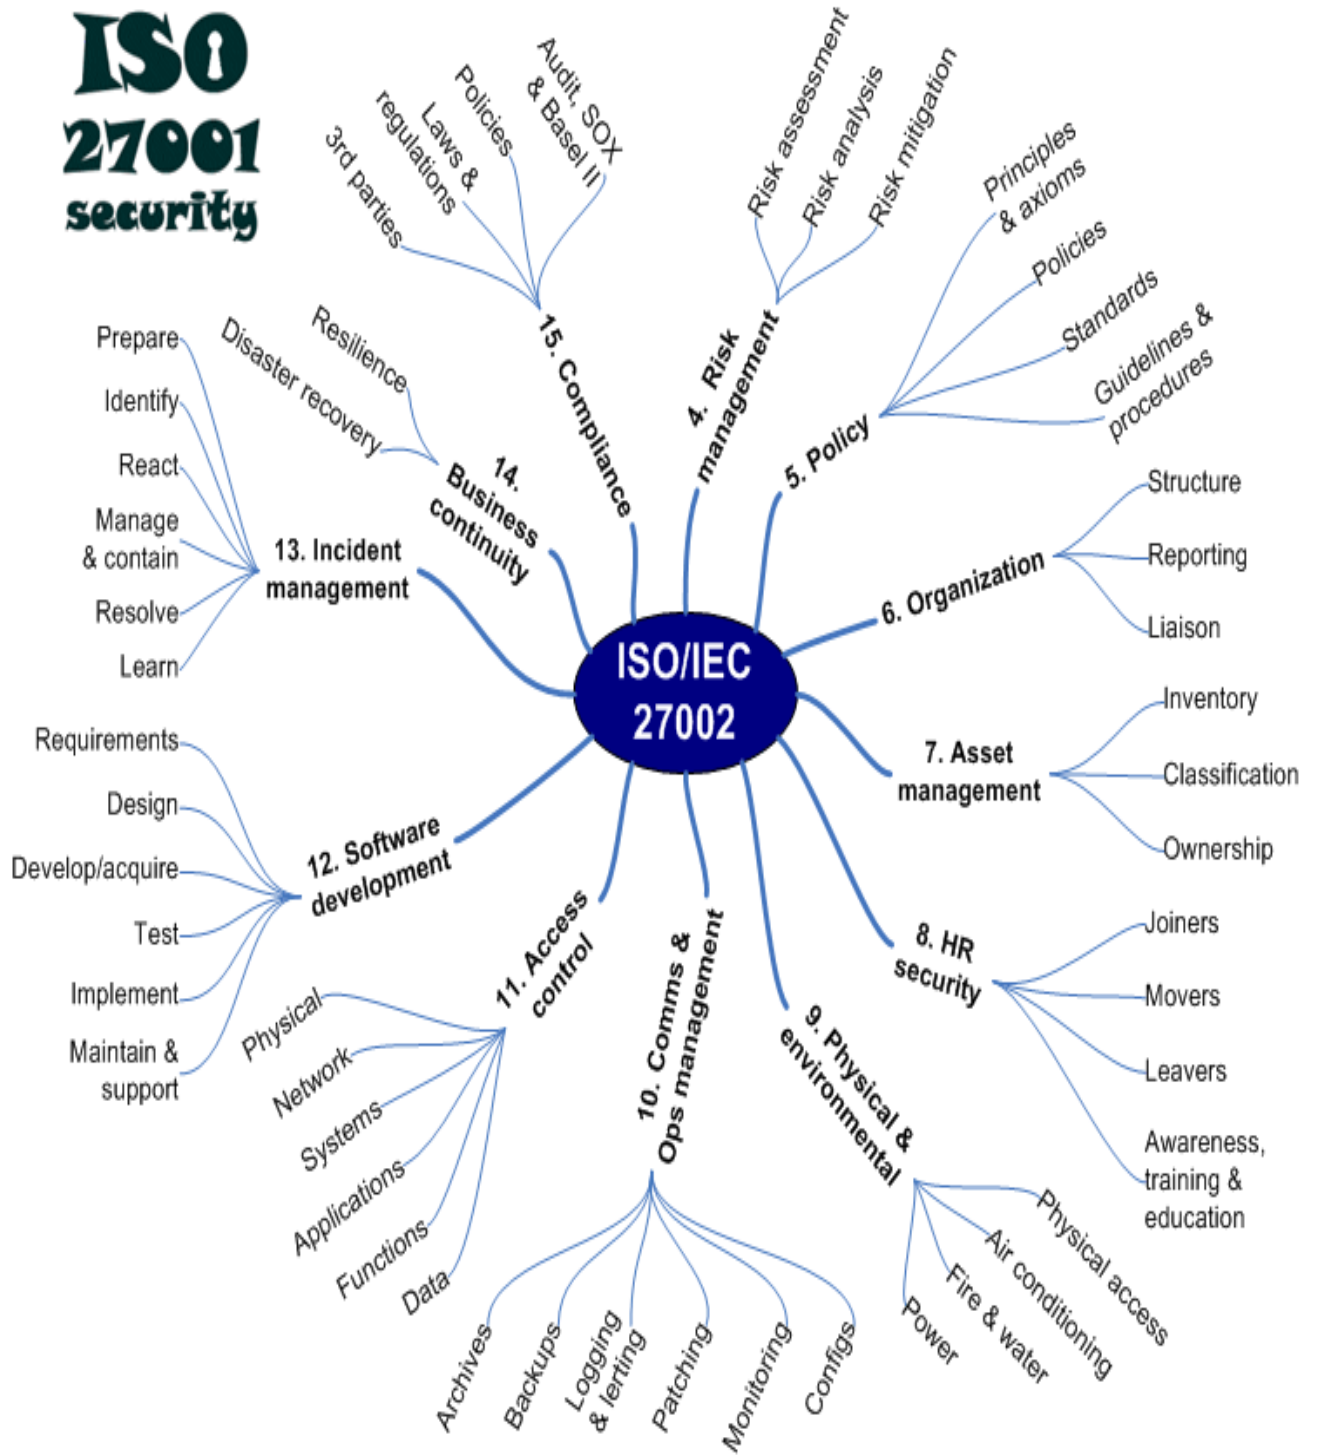 ISO
27001
security
ISO/IEC
27002
4. Risk
management
Risk assessment
Risk analysis
Risk mitigation
5. Policy
Principles
& axioms
Policies
Standards
Guidelines &
procedures
6. Organization
Structure
Reporting
Liaison
7. Asset
management
Inventory
Classification
Ownership
8. HR
security
Joiners
Movers
Leavers
Awareness,
training &
education
9. Physical &
environmental
Physical access
Air conditioning
Fire & water
Power
10. Comms &
Ops management
Configs
Monitoring
Patching
Logging
& lerting
Backups
Archives
11. Access
control
Physical
Network
Systems
Applications
Functions
Data
12. Software
development
Requirements
Design
Develop/acquire
Test
Implement
Maintain &
support
13. Incident
management
Prepare
Identify
React
Manage
& contain
Resolve
Learn
14.
Business
continuity
Resilience
Disaster recovery
15. Compliance
3rd parties
Laws &
regulations
Policies
Audit, SOX
& Basel II